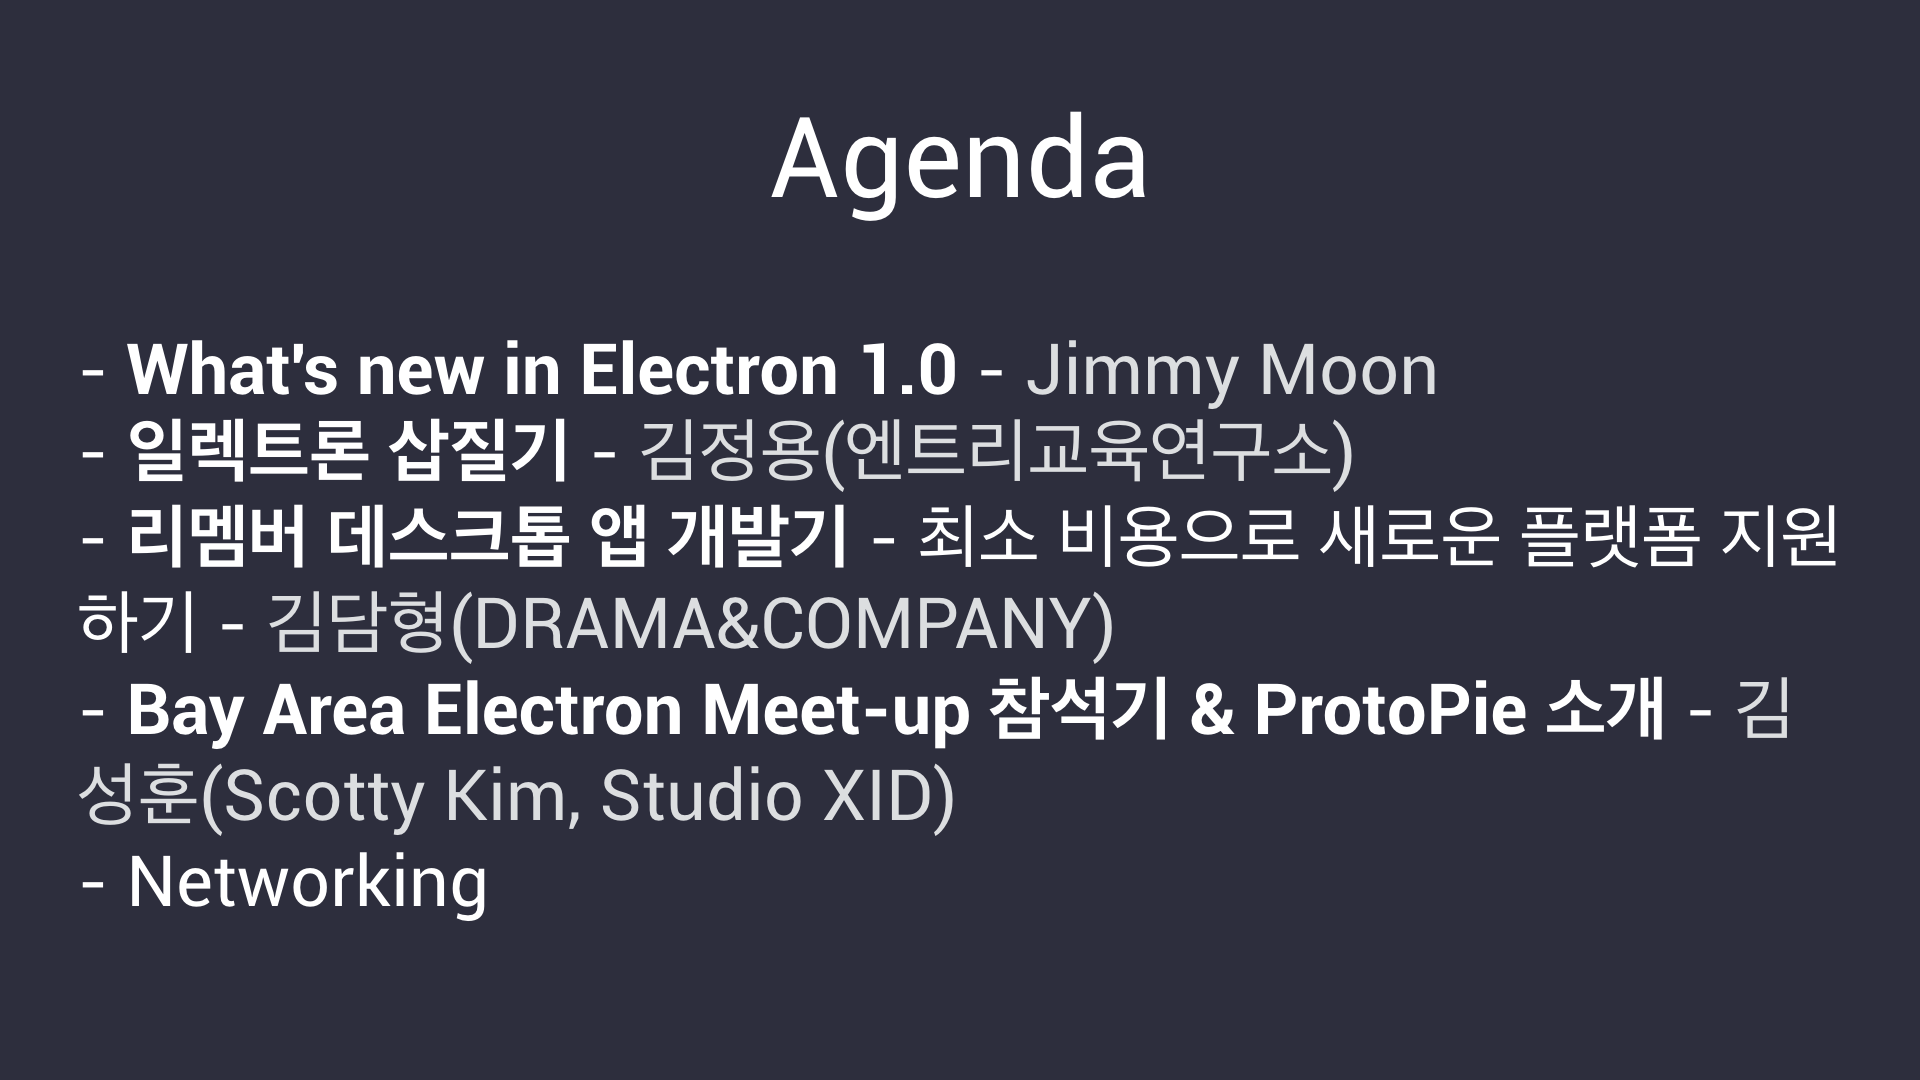 Agenda
- What's new in Electron 1.0 - Jimmy Moon
- 일렉트론 삽질기 - 김정용(엔트리교육연구소)
- 리멤버 데스크톱 앱 개발기 - 최소 비용으로 새로운 플랫폼 지원
하기 - 김담형(DRAMA&COMPANY)
- Bay Area Electron Meet-up 참석기 & ProtoPie 소개 - 김
성훈(Scotty Kim, Studio XID)
- Networking